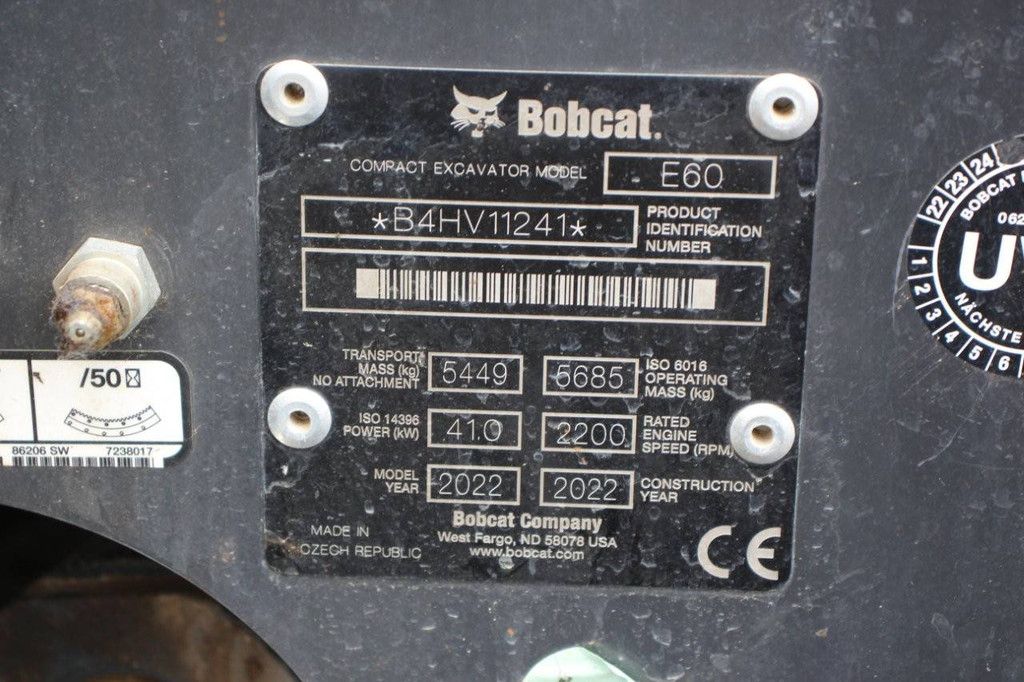 Bobcat.
COMPACT EXCAVATOR MODEL E60
*B4HV11241*
PRODUCT
IDENTIFICATION
NUMBER
TRANSPORT
MASS (kg)
NO ATTACHMENT
5449
5685
ISO 6016
OPERATING
MASS (kg)
ISO 14396
POWER (kW)
41.0
2200
RATED
ENGINE
SPEED (RPM)
MODEL
YEAR
2022
2022
CONSTRUCTION
YEAR
MADE IN
CZECH REPUBLIC
Bobcat Company
West Fargo, ND 58078 USA
www.bobcat.com
CE
/50
86206 SW 7238017
22 23 24
BOBCAT
062
UV
NÄCHSTE
1 2 3 4 5 6